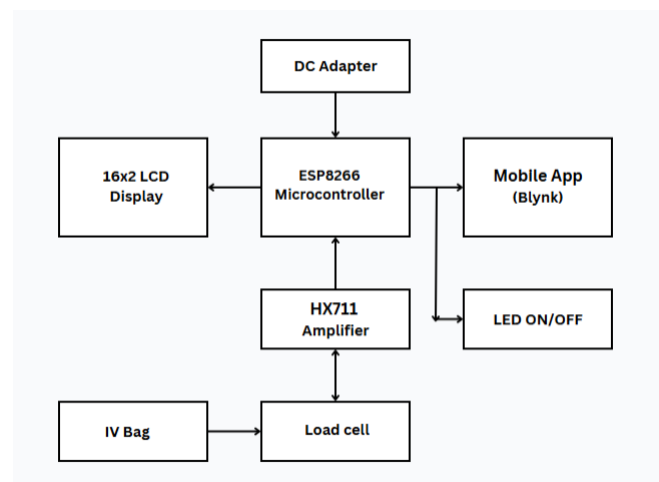 DC Adapter
16x2 LCD
Display
ESP8266
Microcontroller
Mobile App
(Blynk)
HX711
Amplifier
LED ON/OFF
IV Bag
Load cell